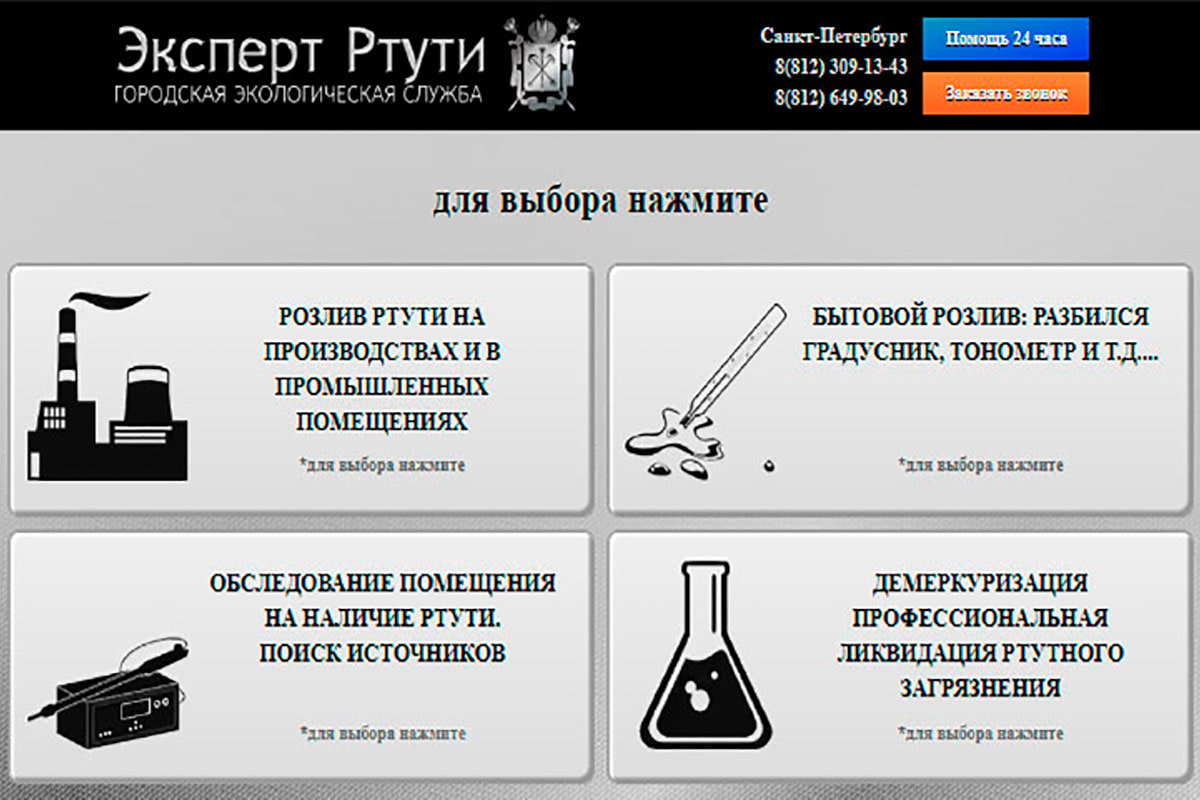 Эксперт Ртути
ГОРОДСКАЯ ЭКОЛОГИЧЕСКАЯ СЛУЖБА
Санкт-Петербург
8(812) 309-13-43
8(812) 649-98-03
Помощь 24 часа
Заказать звонок
для выбора нажмите
РОЗЛИВ РТУТИ НА
ПРОИЗВОДСТВАХ И В
ПРОМЫШЛЕННЫХ
ПОМЕЩЕНИЯХ
*для выбора нажмите
БЫТОВОЙ РОЗЛИВ: РАЗБИЛСЯ
ГРАДУСНИК, ТОНОМЕТР И Т.Д....
*для выбора нажмите
ОБСЛЕДОВАНИЕ ПОМЕЩЕНИЯ
НА НАЛИЧИЕ РТУТИ.
ПОИСК ИСТОЧНИКОВ
*для выбора нажмите
ДЕМЕРКУРИЗАЦИЯ
ПРОФЕССИОНАЛЬНАЯ
ЛИКВИДАЦИЯ РТУТНОГО
ЗАГРЯЗНЕНИЯ
*для выбора нажмите